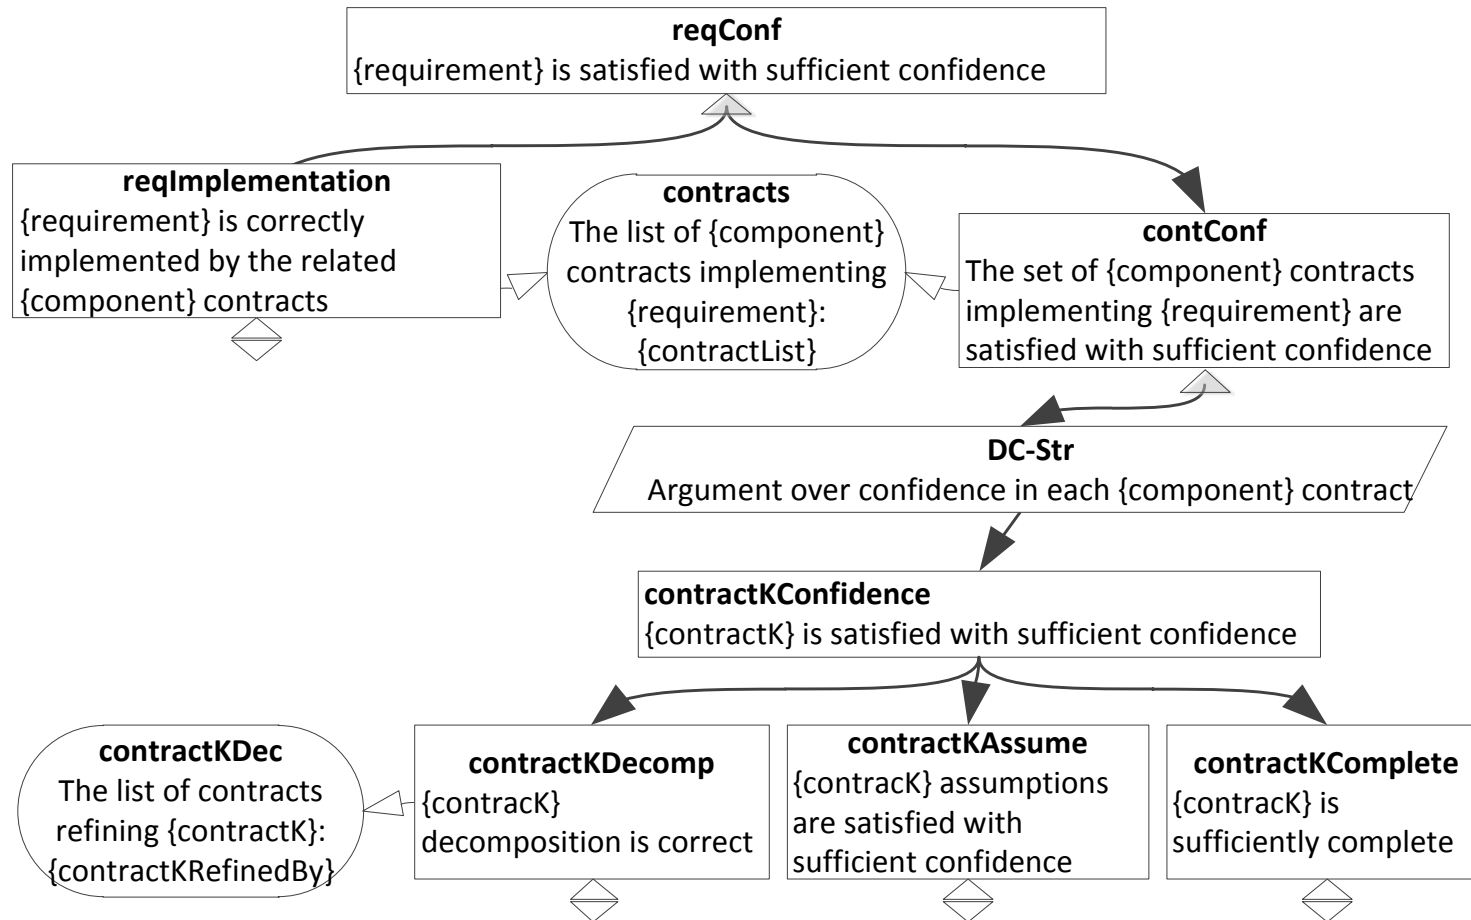 reqConf
{requirement} is satisfied with sufficient confidence
reqImplementation
{requirement} is correctly
implemented by the related
{component} contracts
contracts
The list of {component}
contracts implementing
{requirement}:
{contractList}
contConf
The set of {component} contracts
implementing {requirement} are
satisfied with sufficient confidence
DC-Str
Argument over confidence in each {component} contract
contractKConfidence
{contractK} is satisfied with sufficient confidence
contractKDec
The list of contracts
refining {contractK}:
{contractKRefinedBy}
contractKDecomp
{contracK}
decomposition is correct
contractKAssume
{contracK} assumptions
are satisfied with
sufficient confidence
contractKComplete
{contracK} is
sufficiently complete